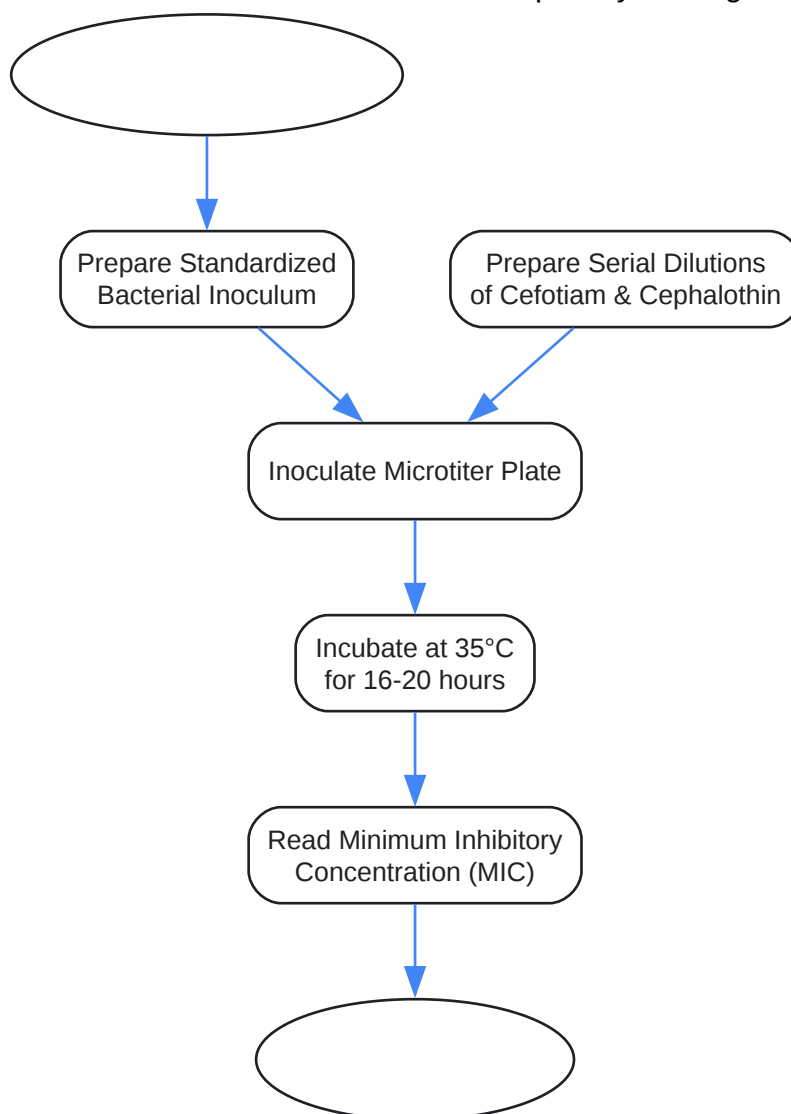 Prepare Standardized
Bacterial Inoculum
Prepare Serial Dilutions
of Cefotiam & Cephalothin
Inoculate Microtiter Plate
Incubate at 35°C
for 16-20 hours
Read Minimum Inhibitory
Concentration (MIC)